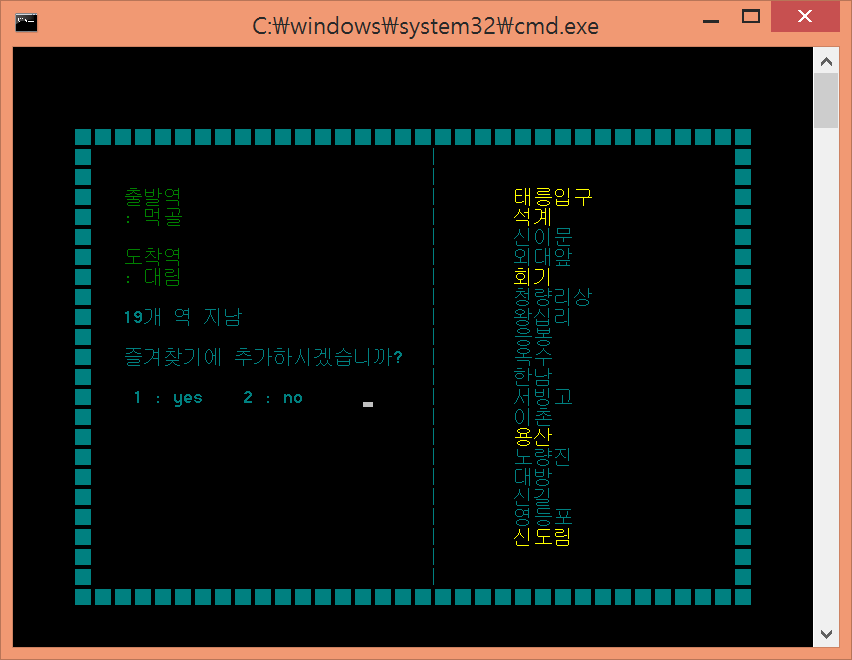 C:₩windows₩system32₩cmd.exe
출발역
: 먹골
도착역
: 대림
19개 역 지남
즐겨찾기에 추가하시겠습니까?
1 : yes 2 : no
태릉입구
석계
신이문
외대앞
회기
청량리상
왕십리
응봉
옥수
한남
서빙고
이촌
용산
노량진
대방
신길
영등포
신도림